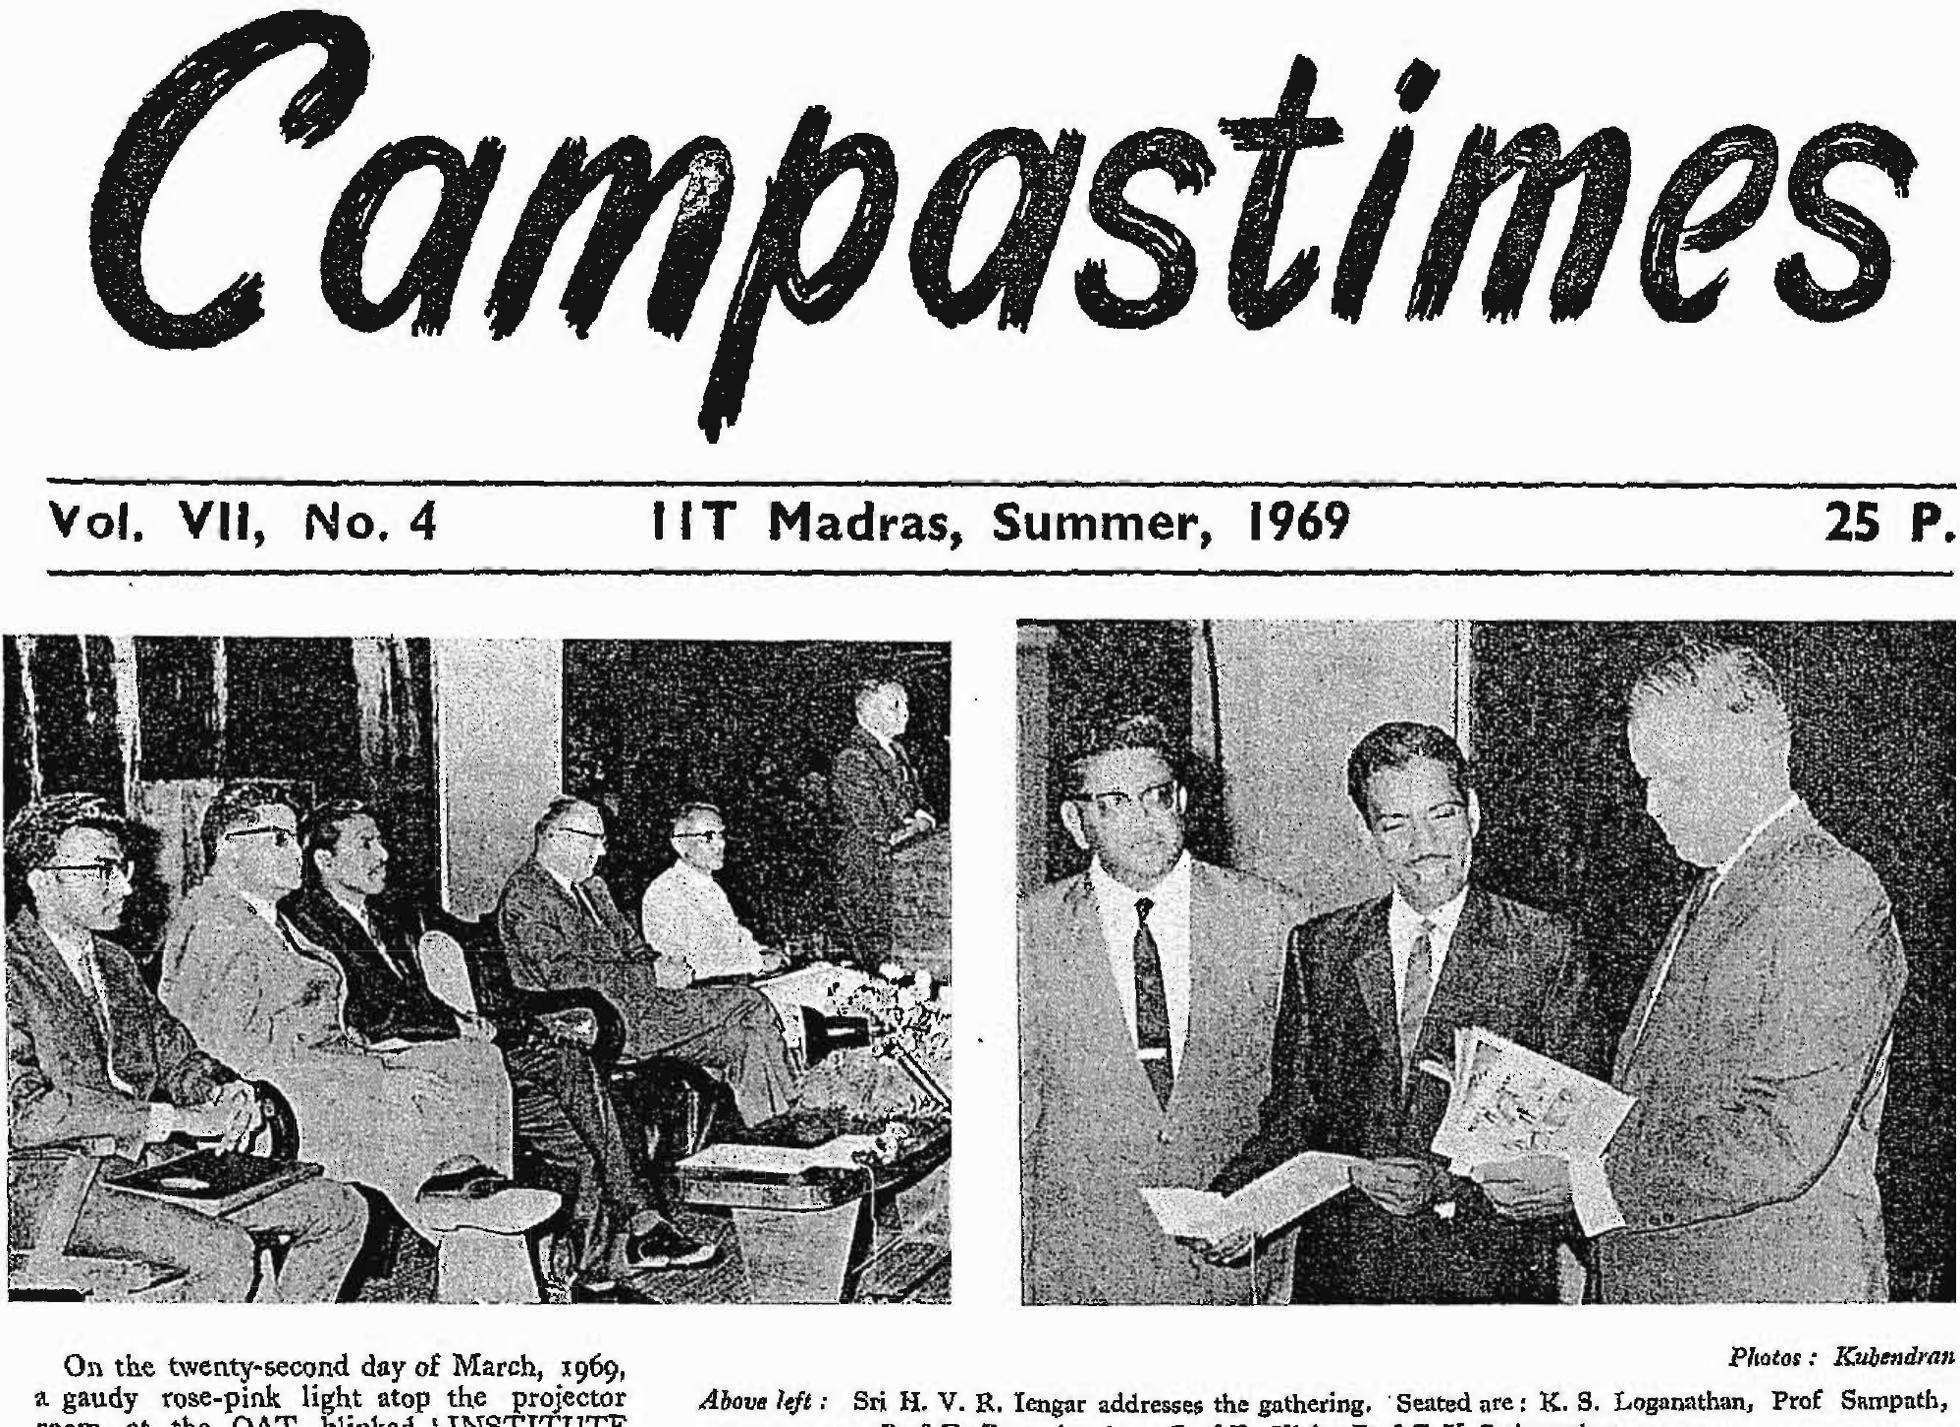 Campastimes
Vol. VII, No. 4 IIT Madras, Summer, 1969 25 P.
On the twenty-second day of March, 1969,
a gaudy rose-pink light atop the projector
Photos : Kubendran
Above left : Sri H. V. R. Iengar addresses the gathering. Seated are : K. S. Loganathan, Prof Sampath,